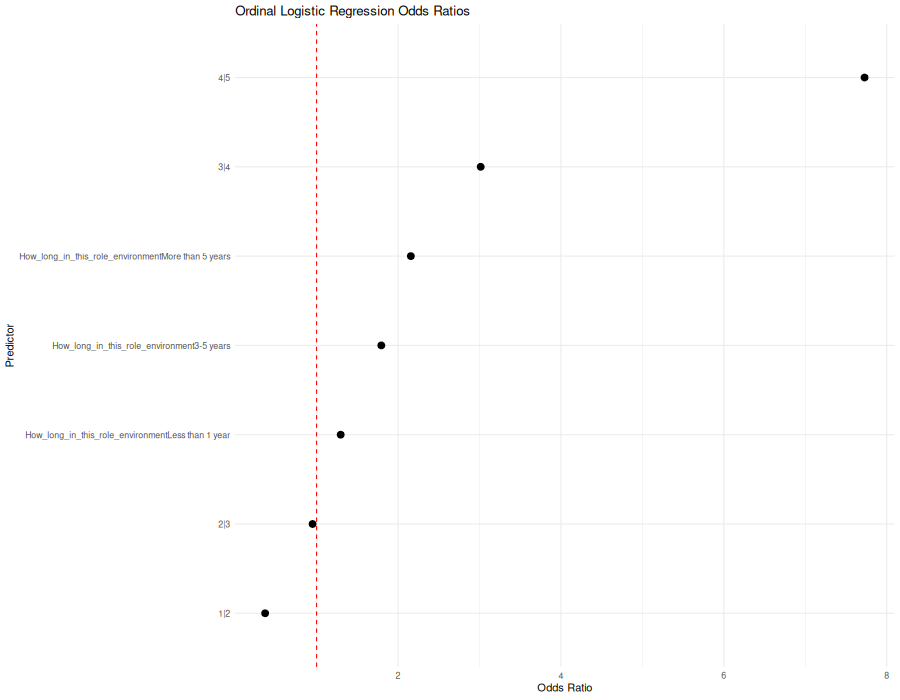 Ordinal Logistic Regression Odds Ratios
4|5
3|4
How_long_in_this_role_environmentMore than 5 years
How_long_in_this_role_environment3-5 years
How_long_in_this_role_environmentLess than 1 year
2|3
1|2
Predictor
2 4 6 8
Odds Ratio